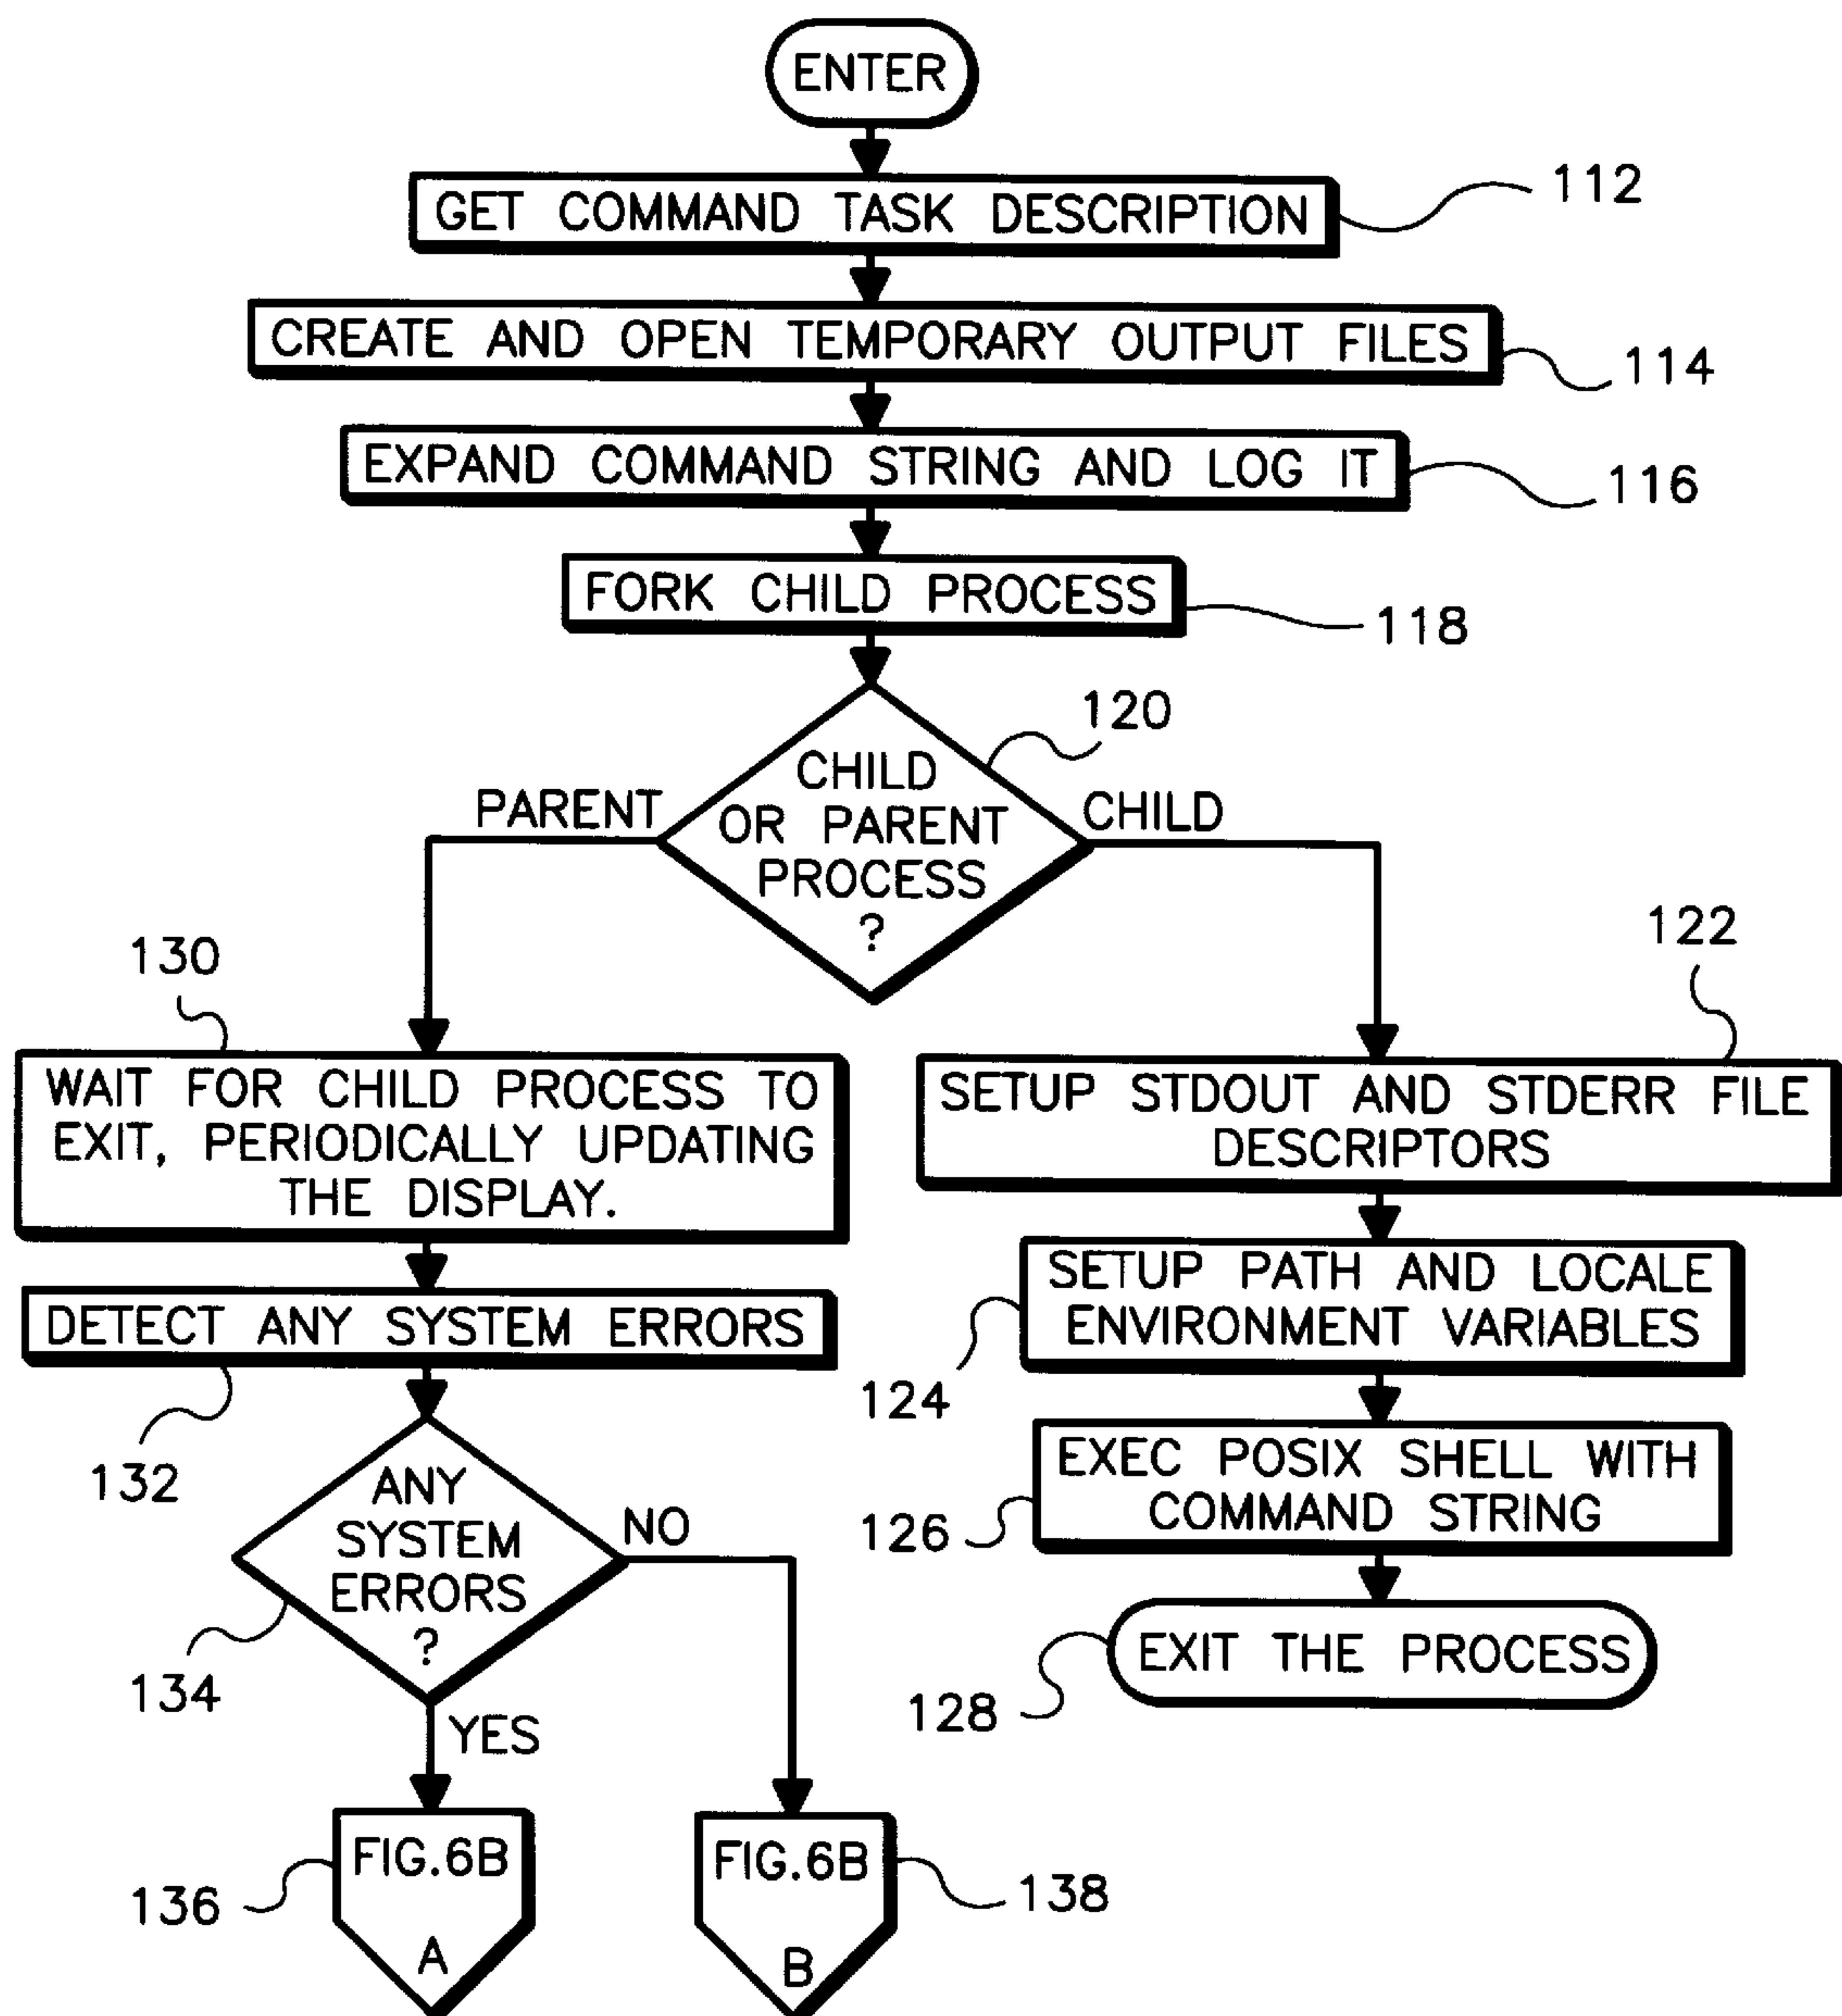 ENTER
GET COMMAND TASK DESCRIPTION
112
CREATE AND OPEN TEMPORARY OUTPUT FILES
114
EXPAND COMMAND STRING AND LOG IT
116
FORK CHILD PROCESS
118
120
CHILD
OR PARENT
PROCESS
?
PARENT
CHILD
130
WAIT FOR CHILD PROCESS TO
EXIT, PERIODICALLY UPDATING
THE DISPLAY.
DETECT ANY SYSTEM ERRORS
132
ANY
SYSTEM
ERRORS
?
134
NO
YES
FIG.6B
A
136
FIG.6B
B
138
122
SETUP STDOUT AND STDERR FILE
DESCRIPTORS
SETUP PATH AND LOCALE
ENVIRONMENT VARIABLES
124
EXEC POSIX SHELL WITH
COMMAND STRING
126
EXIT THE PROCESS
128